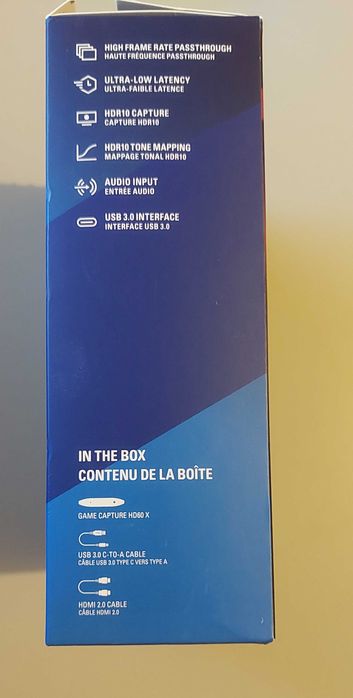 HIGH FRAME RATE PASSTHROUGH
HAUTE FRÉQUENCE PASSTHROUGH
ULTRA-LOW LATENCY
ULTRA-FAIBLE LATENCE
HDR10 CAPTURE
CAPTURE HDR10
HDR10 TONE MAPPING
MAPPAGE TONAL HDR10
AUDIO INPUT
ENTRÉE AUDIO
USB 3.0 INTERFACE
INTERFACE USB 3.0
IN THE BOX
CONTENU DE LA BOÎTE
GAME CAPTURE HD60 X
USB 3.0 C-TO-A CABLE
CÂBLE USB 3.0 TYPE C VERS TYPE A
HDMI 2.0 CABLE
CÂBLE HDMI 2.0